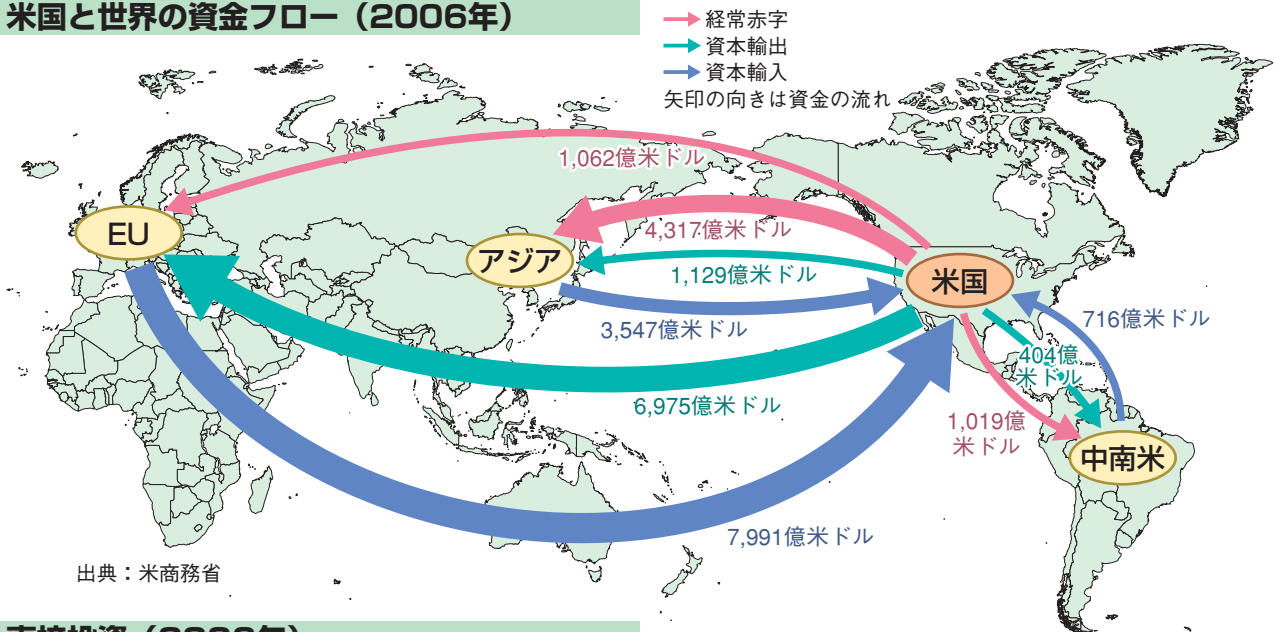 米国と世界の資金フロー（2006年）
経常赤字
資本輸出
資本輸入
矢印の向きは資金の流れ
1,062億米ドル
4,317億米ドル
EU
アジア
米国
1,129億米ドル
3,547億米ドル
716億米ドル
404億
米ドル
6,975億米ドル
1,019億
米ドル
中南米
7,991億米ドル
出典：米商務省